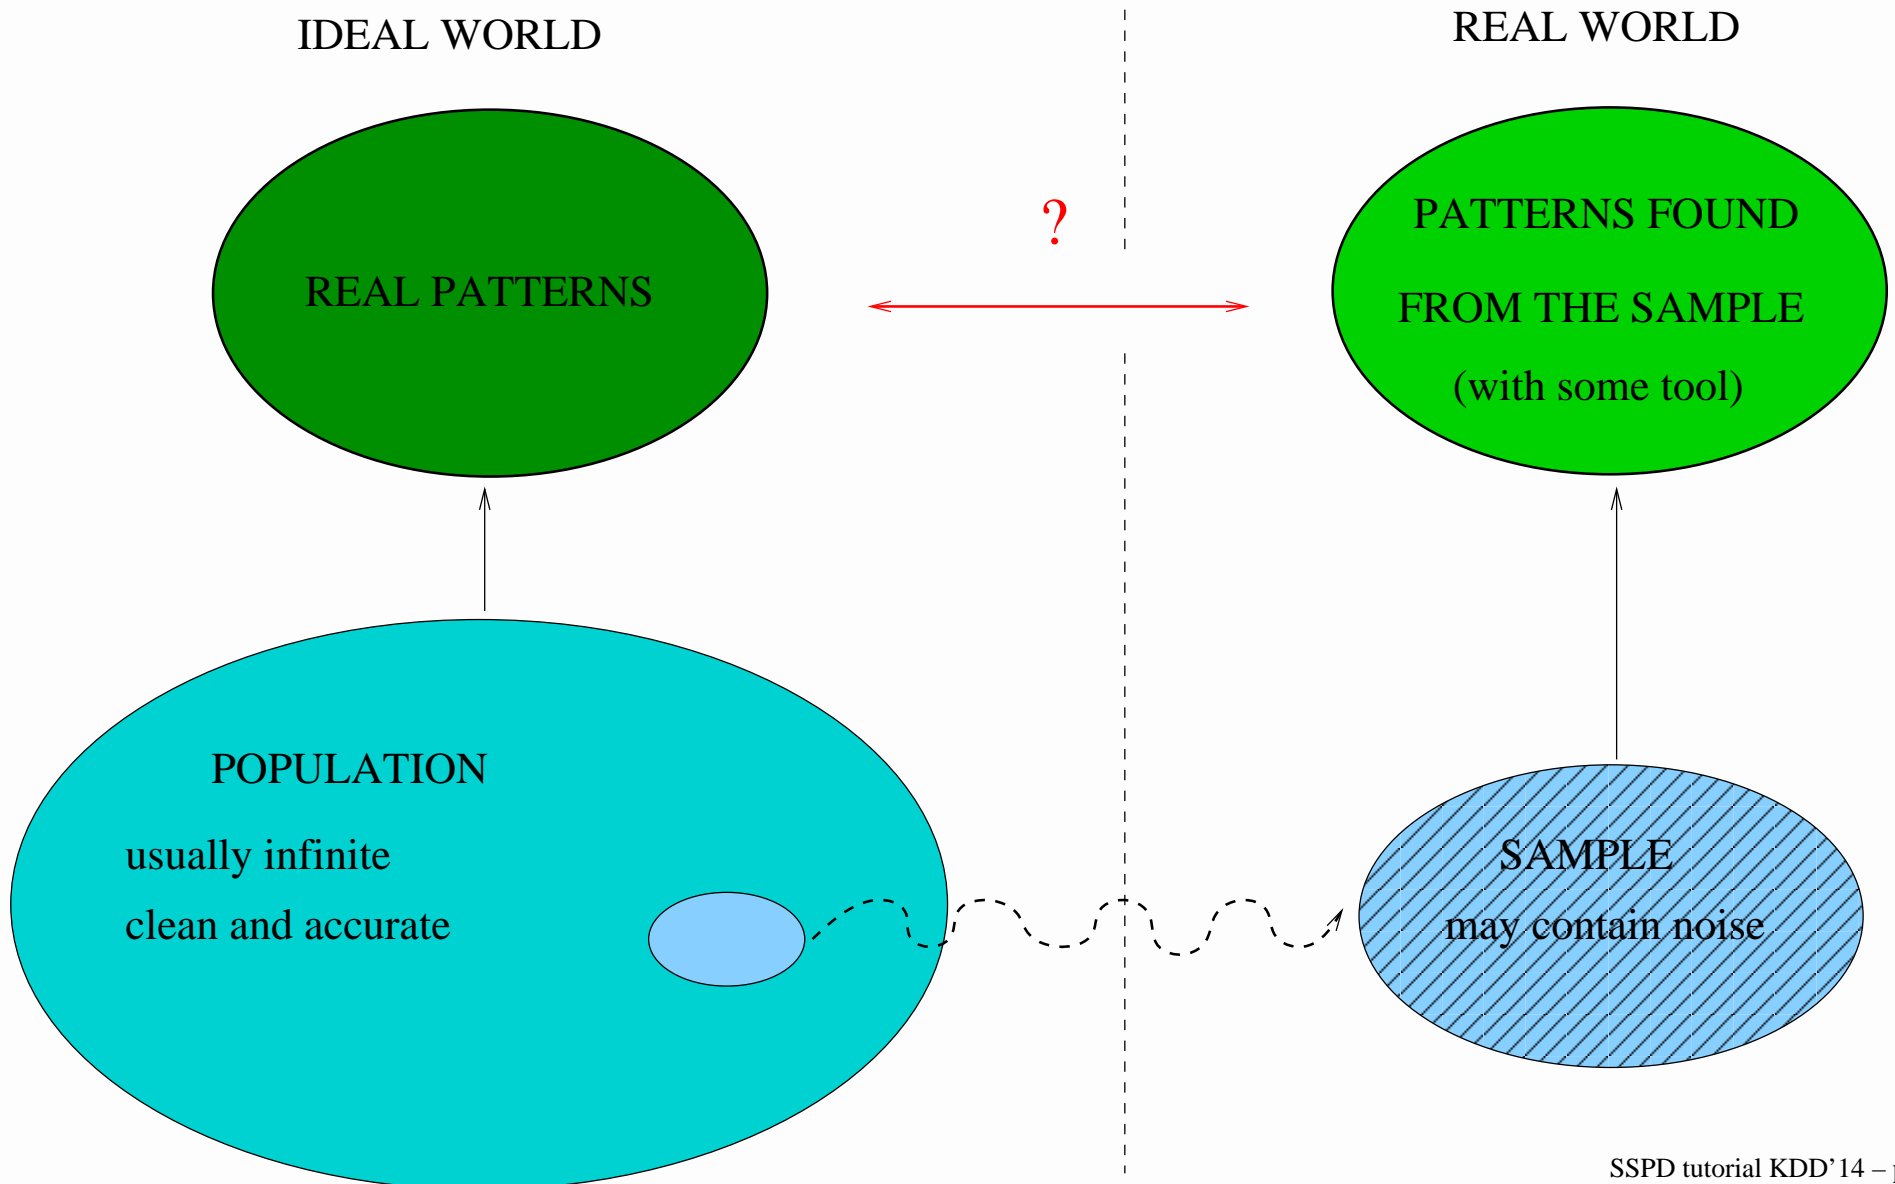 IDEAL WORLD
REAL WORLD
REAL PATTERNS
?
PATTERNS FOUND
FROM THE SAMPLE
(with some tool)
POPULATION
usually infinite
clean and accurate
SAMPLE
may contain noise
SSPD tutorial KDD'14 – p